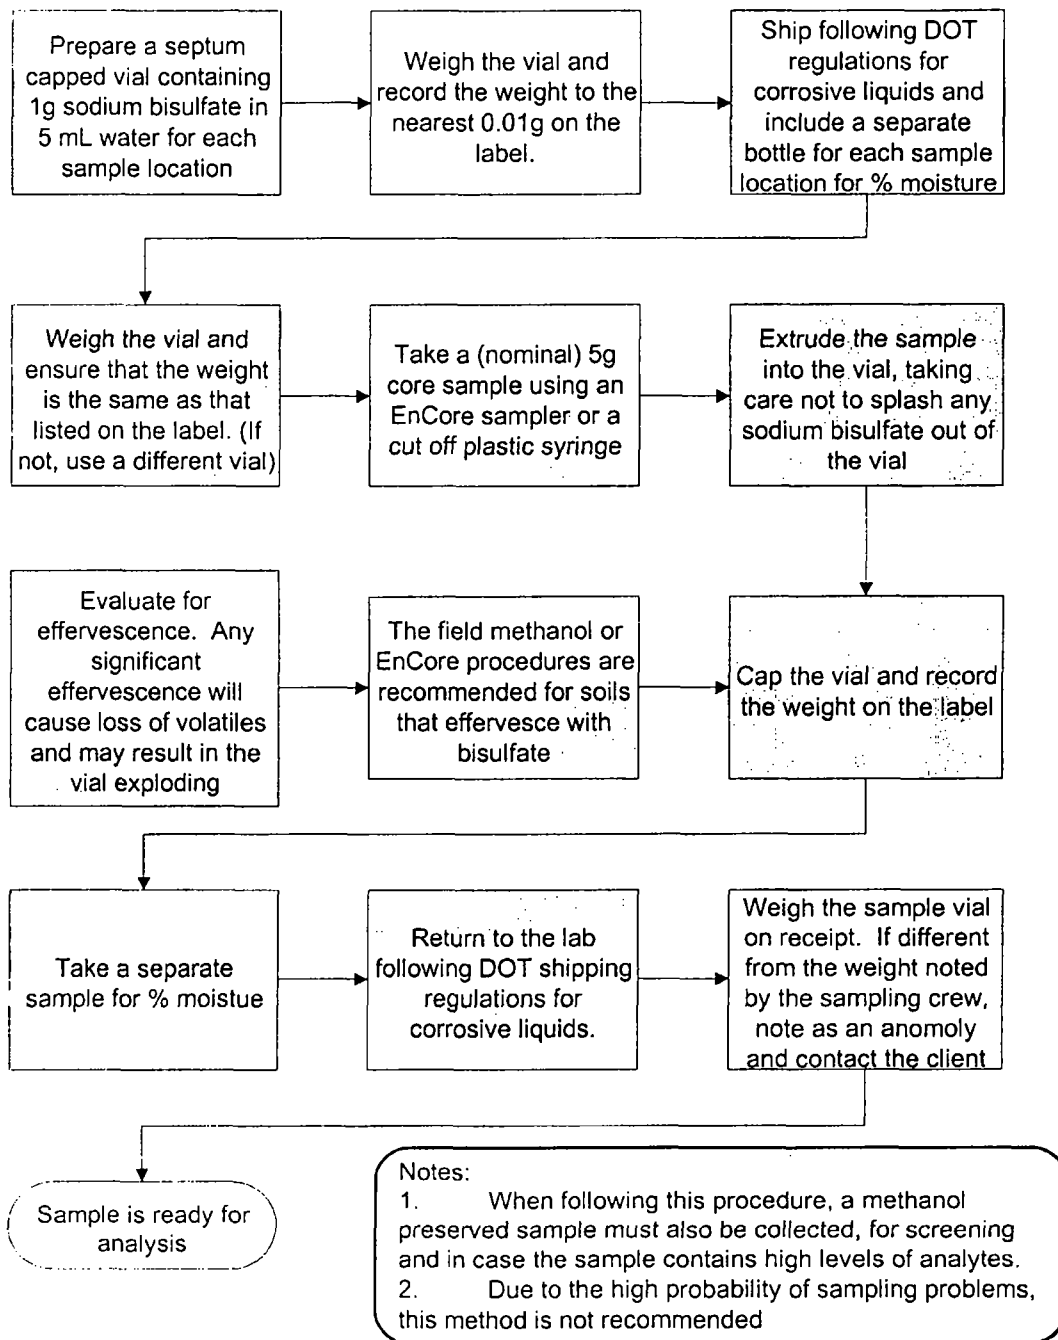 Prepare a septum
capped vial containing
1g sodium bisulfate in
5 mL water for each
sample location
Weigh the vial and
record the weight to the
nearest 0.01g on the
label.
Ship following DOT
regulations for
corrosive liquids and
include a separate
bottle for each sample
location for % moisture
Weigh the vial and
ensure that the weight
is the same as that
listed on the label. (If
not, use a different vial)
Take a (nominal) 5g
core sample using an
EnCore sampler or a
cut off plastic syringe
Extrude the sample
into the vial, taking
care not to splash any
sodium bisulfate out of
the vial
Evaluate for
effervescence. Any
significant
effervescence will
cause loss of volatiles
and may result in the
vial exploding
The field methanol or
EnCore procedures are
recommended for soils
that effervesce with
bisulfate
Cap the vial and record
the weight on the label
Take a separate
sample for % moistue
Return to the lab
following DOT shipping
regulations for
corrosive liquids.
Weigh the sample vial
on receipt. If different
from the weight noted
by the sampling crew,
note as an anomoly
and contact the client
Sample is ready for
analysis
Notes:
1. When following this procedure, a methanol
preserved sample must also be collected, for screening
and in case the sample contains high levels of analytes.
2. Due to the high probability of sampling problems,
this method is not recommended